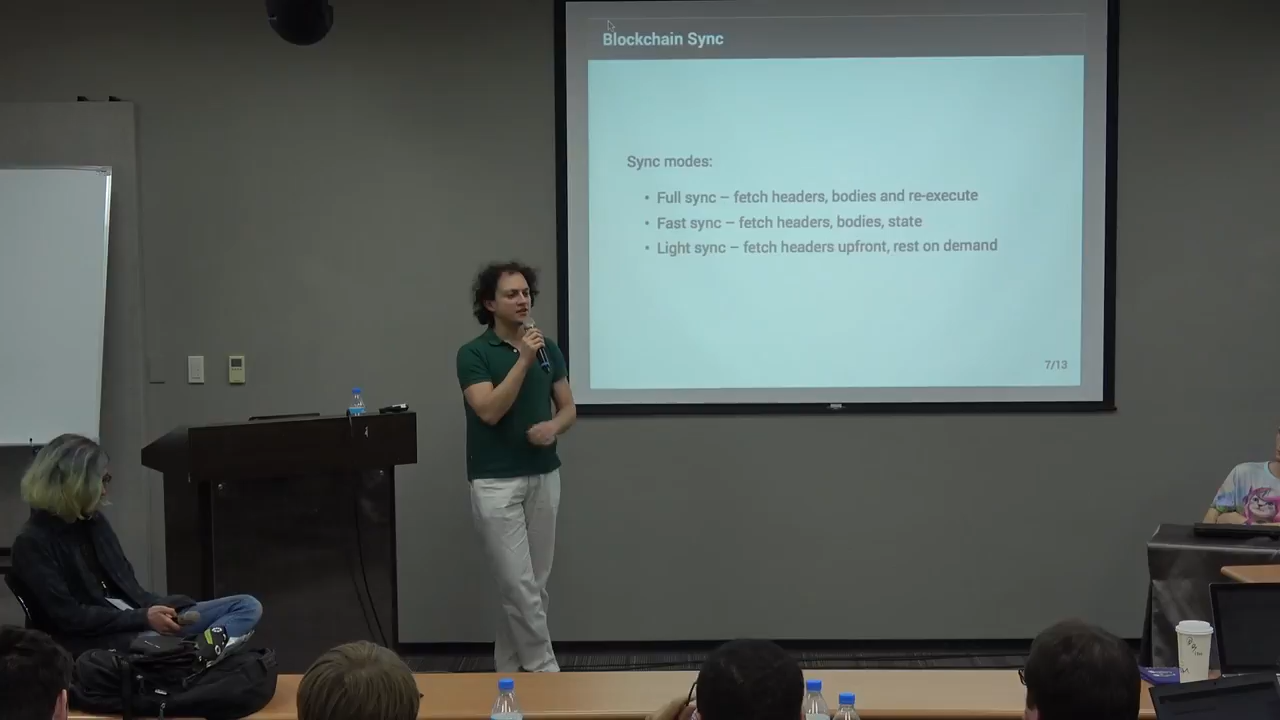 Blockchain Sync
Sync modes:
• Full sync – fetch headers, bodies and re-execute
• Fast sync – fetch headers, bodies, state
• Light sync – fetch headers upfront, rest on demand
7/13